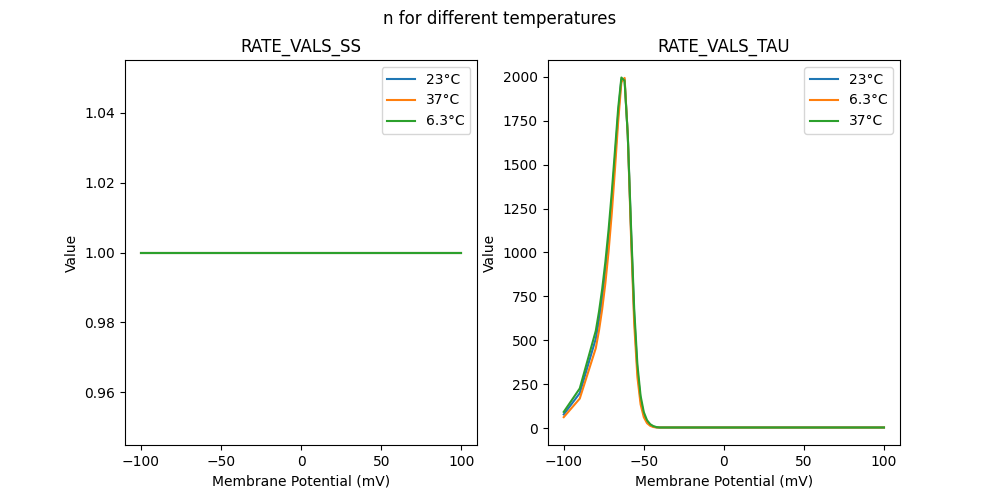 n for different temperatures
RATE_VALS_SS
23°C
37°C
6.3°C
1.04
1.02
1.00
0.98
0.96
Value
−100
−50
0
50
100
Membrane Potential (mV)
RATE_VALS_TAU
23°C
6.3°C
37°C
2000
1750
1500
1250
1000
750
500
250
0
Value
−100
−50
0
50
100
Membrane Potential (mV)